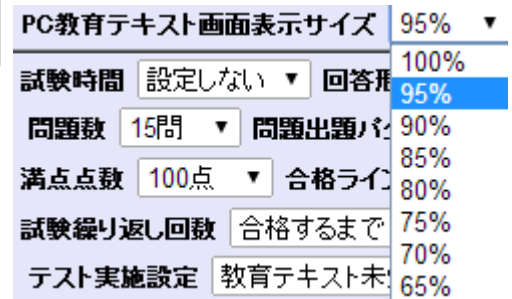 PC教育テキスト画面表示サイズ 95% ▼
100%
試験時間 設定しない ▼ 回答形
95%
問題数 15問 ▼ 問題出題パタ
90%
85%
満点点数 100点 ▼ 合格ライン
80%
試験繰り返し回数 合格するまで
75%
70%
テスト実施設定 教育テキスト未
65%